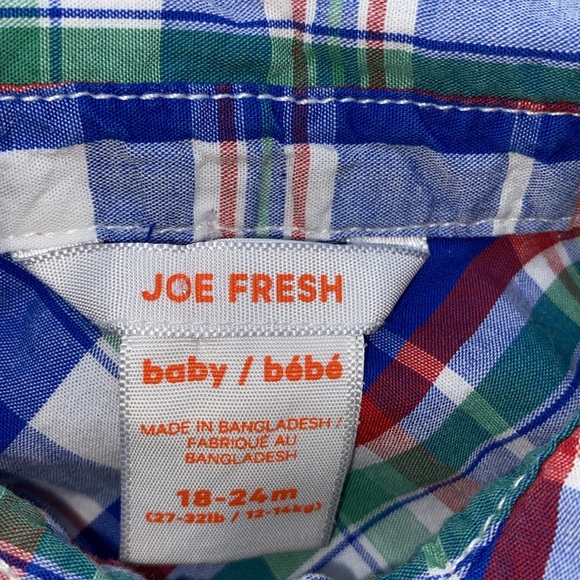 JOE FRESH
baby / bébé
MADE IN BANGLADESH /
FABRIQUÉ AU
BANGLADESH
18-24m
(27-32lb / 12-14kg)